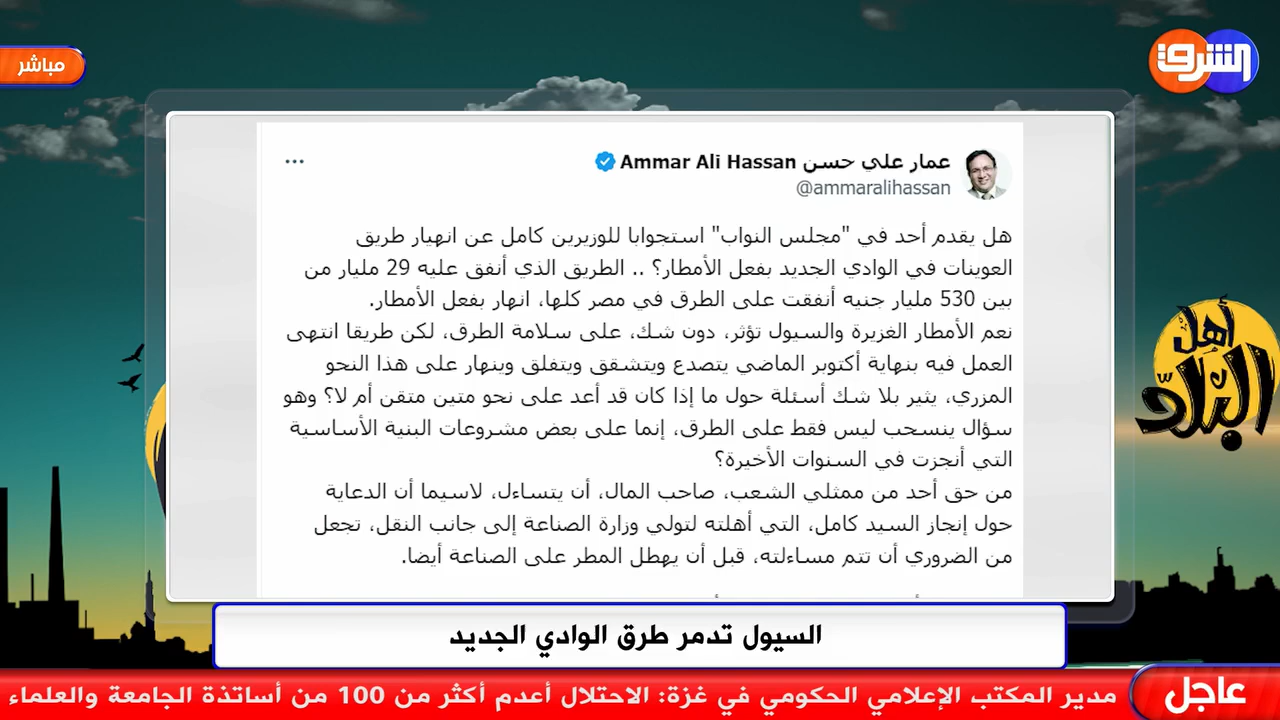 مباشر
الشرق
عمار علي حسن Ammar Ali Hassan
@ammaralihassan
هل يقدم أحد في "مجلس النواب" استجوابا للوزيرين كامل عن انهيار طريق
العوينات في الوادي الجديد بفعل الأمطار؟ .. الطريق الذي أنفق عليه 29 مليار من
بين 530 مليار جنيه أنفقت على الطرق في مصر كلها، انهار بفعل الأمطار.
نعم الأمطار الغزيرة والسيول تؤثر، دون شك، على سلامة الطرق، لكن طريقا انتهى
العمل فيه بنهاية أكتوبر الماضي يتصدع ويتشقق ويتفلق وينهار على هذا النحو
المزري، يثير بلا شك أسئلة حول ما إذا كان قد أعد على نحو متين متقن أم لا؟ وهو
سؤال ينسحب ليس فقط على الطرق، إنما على بعض مشروعات البنية الأساسية
التي أنجزت في السنوات الأخيرة؟
من حق أحد من ممثلي الشعب، صاحب المال، أن يتساءل، لاسيما أن الدعاية
حول إنجاز السيد كامل، التي أهلته لتولي وزارة الصناعة إلى جانب النقل، تجعل
من الضروري أن تتم مساءلته، قبل أن يهطل المطر على الصناعة أيضا.
أهل
البلد
السيول تدمر طرق الوادي الجديد
عاجل
مدير المكتب الإعلامي الحكومي في غزة: الاحتلال أعدم أكثر من 100 من أساتذة الجامعة والعلماء